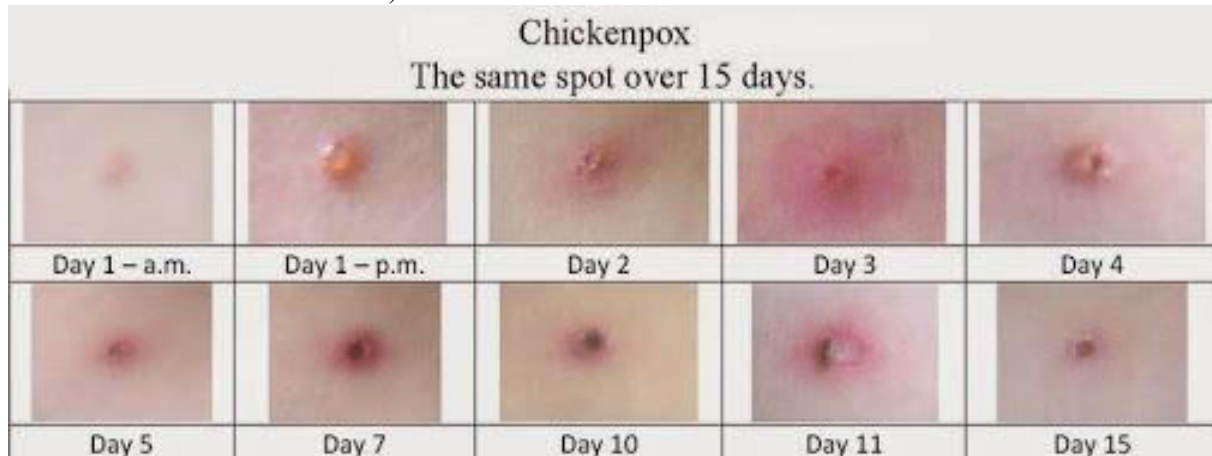 Chickenpox
The same spot over 15 days.
Day 1 – a.m.
Day 1 – p.m.
Day 2
Day 3
Day 4
Day 5
Day 7
Day 10
Day 11
Day 15